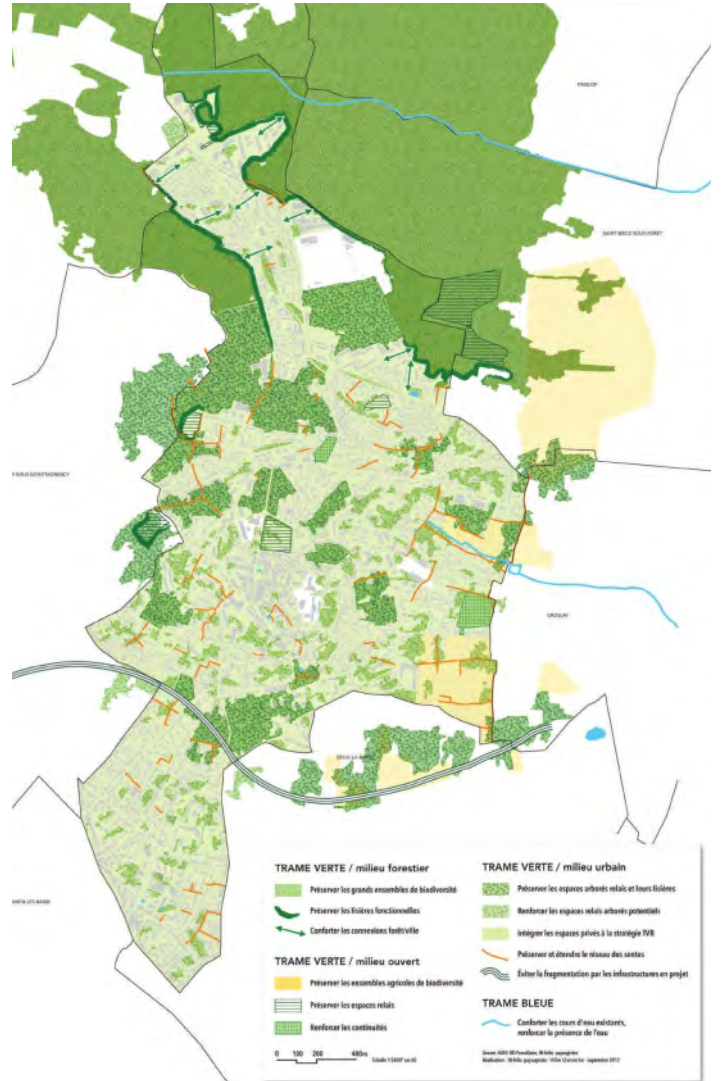 PISCOP
SAINT BRICE SOUS FORÊT
SOUS MONTMORENCY
GROSLAY
DEUIL-LA-BARRE
TRAME VERTE / milieu forestier
Préserver les grands ensembles de biodiversité
Préserver les lisières fonctionnelles
Conforter les connexions forêt/ville
TRAME VERTE / milieu ouvert
Préserver les ensembles agricoles de biodiversité
Préserver les espaces relais
Renforcer les continuités
0 100 200 400m
TRAME VERTE / milieu urbain
Préserver les espaces arborés relais et leurs lisières
Renforcer les espaces relais arborés potentiels
Intégrer les espaces privés à la stratégie TVB
Préserver et étendre le réseau des sentes
Éviter la fragmentation par les infrastructures en projet
TRAME BLEUE
Conforter les cours d'eau existants,
renforcer la présence de l'eau